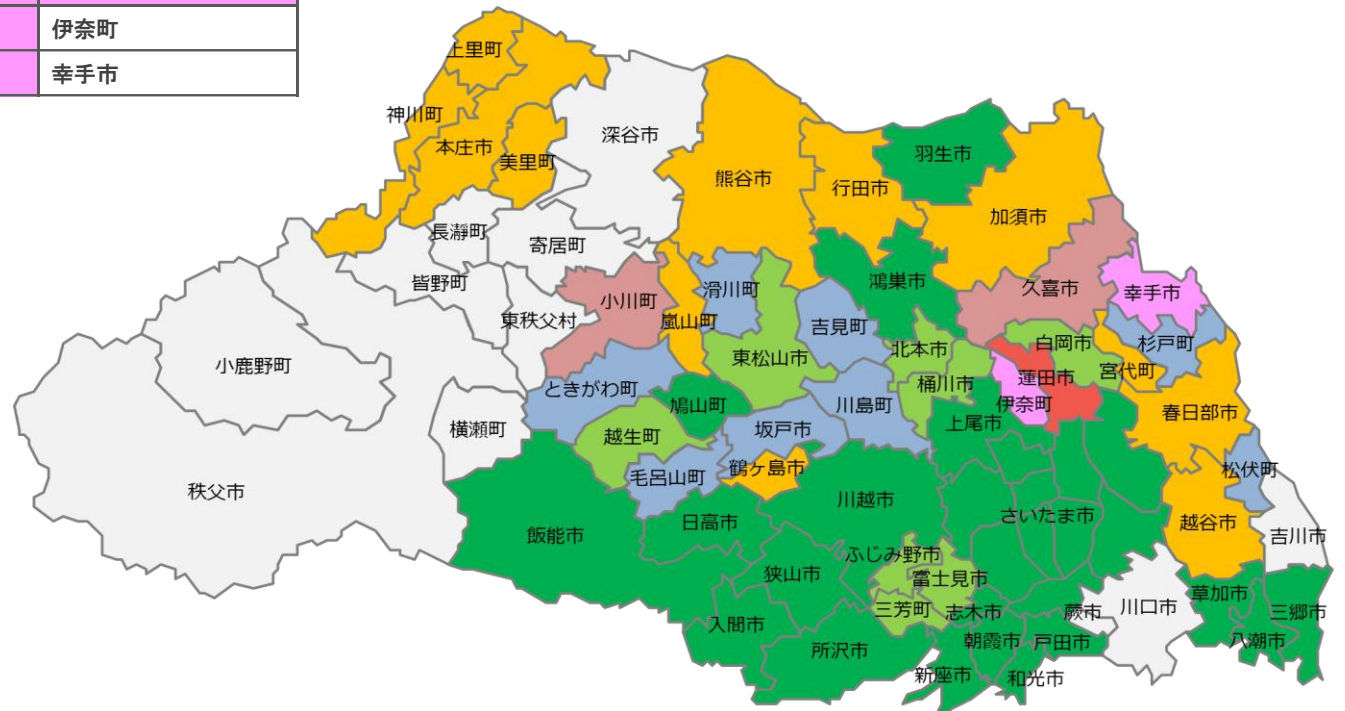 伊奈町
幸手市
上里町
神川町
本庄市
美里町
深谷市
熊谷市
行田市
羽生市
加須市
長瀞町
寄居町
皆野町
小川町
嵐山町
滑川町
吉見町
鴻巣市
久喜市
幸手市
東秩父村
小鹿野町
東松山市
北本市
白岡市
杉戸町
宮代町
ときがわ町
鳩山町
川島町
桶川市
蓮田市
伊奈町
春日部市
横瀬町
越生町
坂戸市
上尾市
毛呂山町
鶴ヶ島市
松伏町
秩父市
川越市
さいたま市
越谷市
吉川市
飯能市
日高市
ふじみ野市
狭山市
富士見市
三芳町
志木市
蕨市
川口市
草加市
三郷市
入間市
所沢市
朝霞市
戸田市
八潮市
新座市
和光市